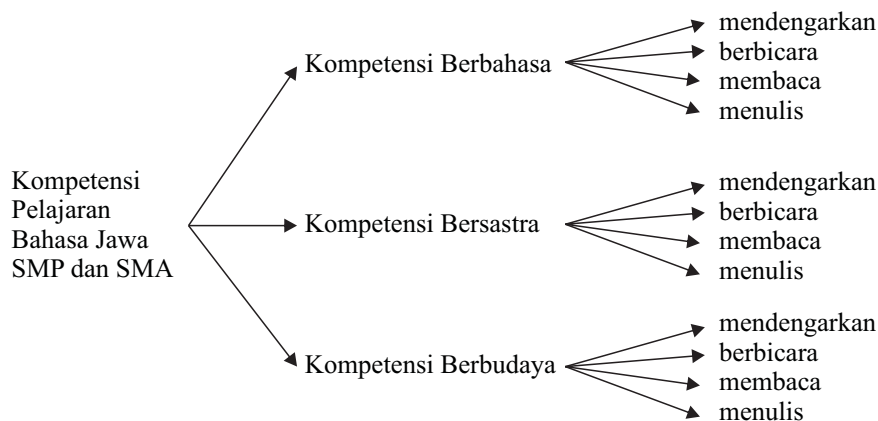 Kompetensi
Pelajaran
Bahasa Jawa
SMP dan SMA
Kompetensi Berbahasa
mendengarkan
berbicara
membaca
menulis
Kompetensi Bersastra
mendengarkan
berbicara
membaca
menulis
Kompetensi Berbudaya
mendengarkan
berbicara
membaca
menulis